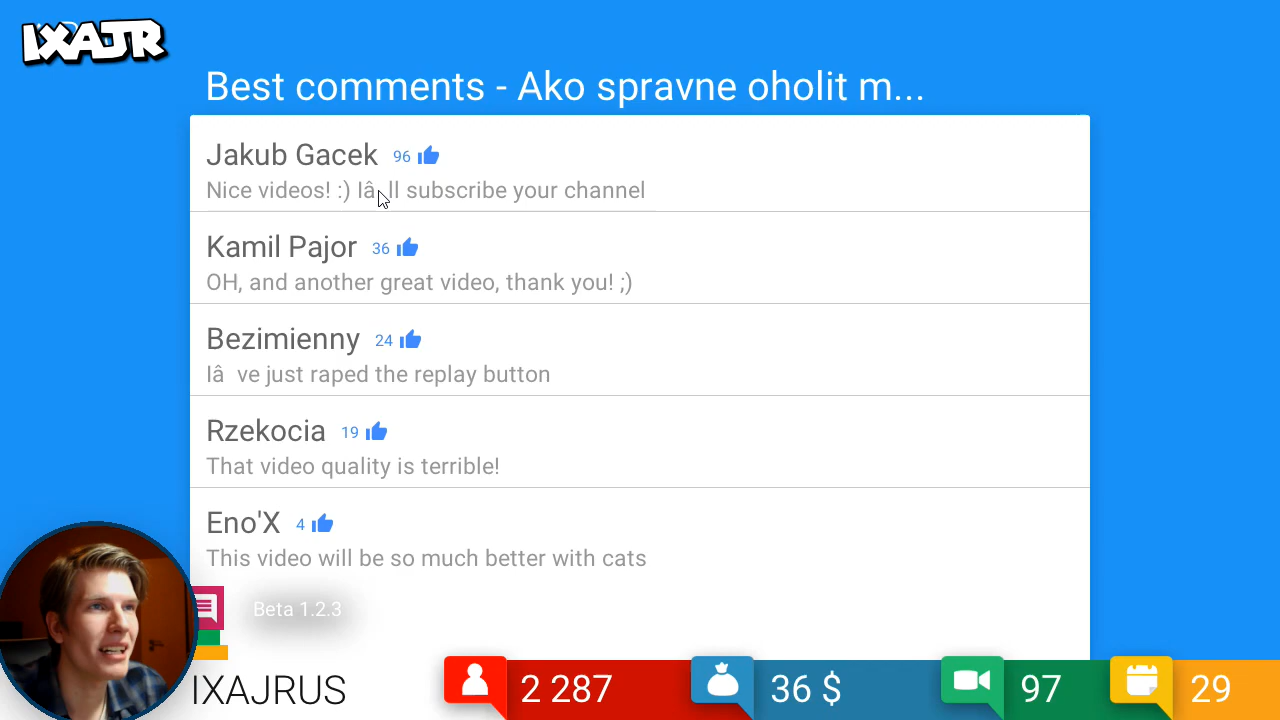 IXAJR
Best comments - Ako spravne oholit m...
Jakub Gacek 96
Nice videos! :) Iâ ll subscribe your channel
Kamil Pajor 36
OH, and another great video, thank you! ;)
Bezimienny 24
Iâ ve just raped the replay button
Rzekocia 19
That video quality is terrible!
Eno'X 4
This video will be so much better with cats
Beta 1.2.3
IXAJRUS 2 287 36 $ 97 29